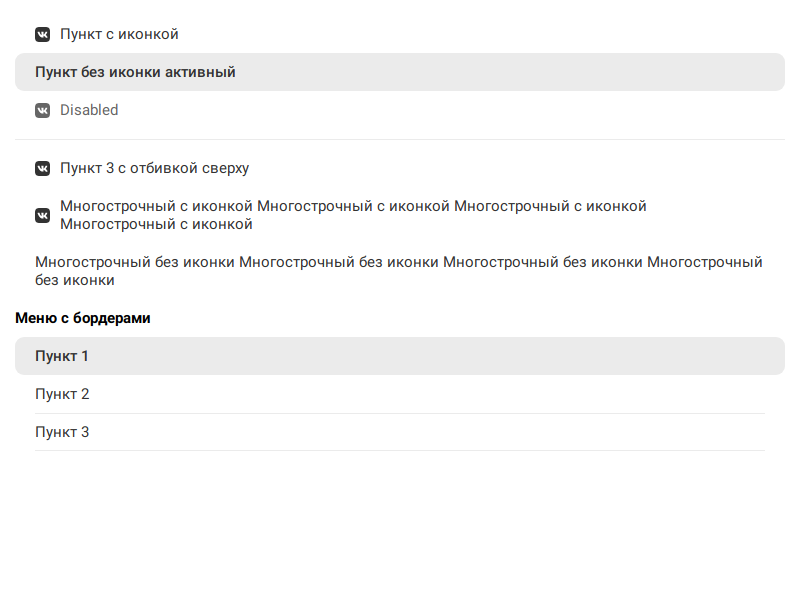 Пункт с иконкой
Пункт без иконки активный
Disabled
Пункт 3 с отбивкой сверху
Многострочный с иконкой Многострочный с иконкой Многострочный с иконкой
Многострочный с иконкой
Многострочный без иконки Многострочный без иконки Многострочный без иконки Многострочный
без иконки
Меню с бордерами
Пункт 1
Пункт 2
Пункт 3